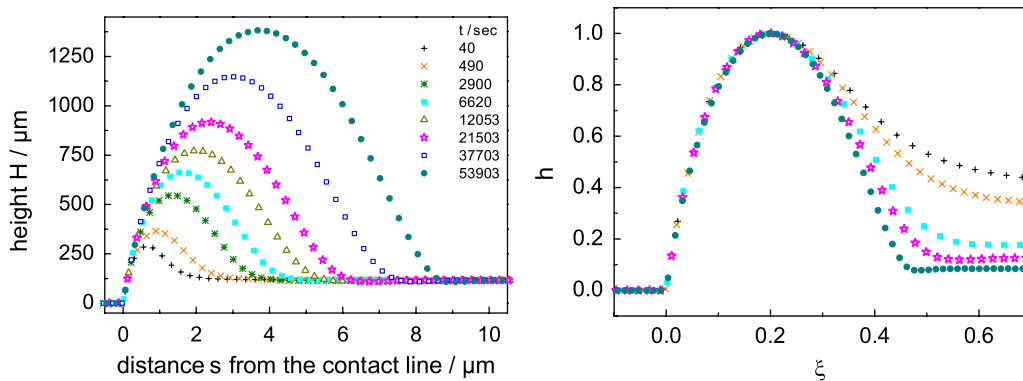 t / sec
40
490
2900
6620
12053
21503
37703
53903
1250
1000
750
500
250
0
height H / µm
0 2 4 6 8 10
distance s from the contact line / µm
1.0
0.8
0.6
0.4
0.2
0.0
h
0.0 0.2 0.4 0.6
ξ